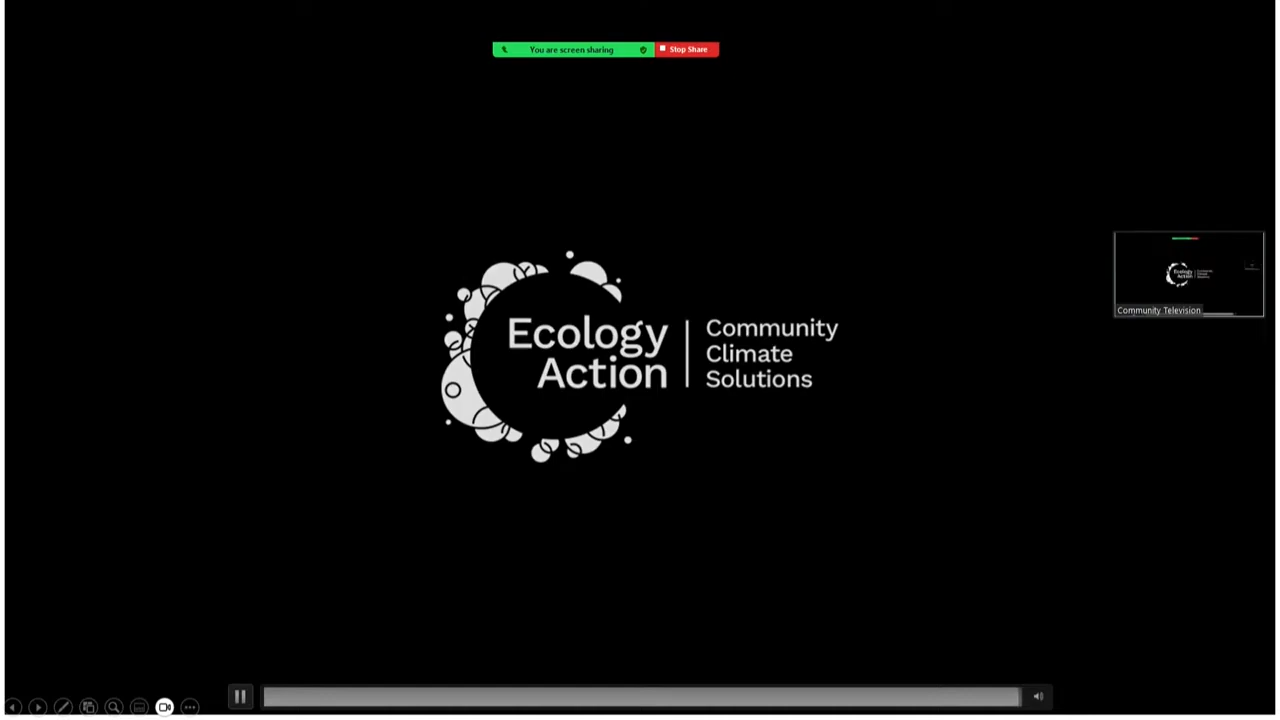 You are screen sharing
Stop Share
Ecology
Action
Community
Climate
Solutions
Community Television